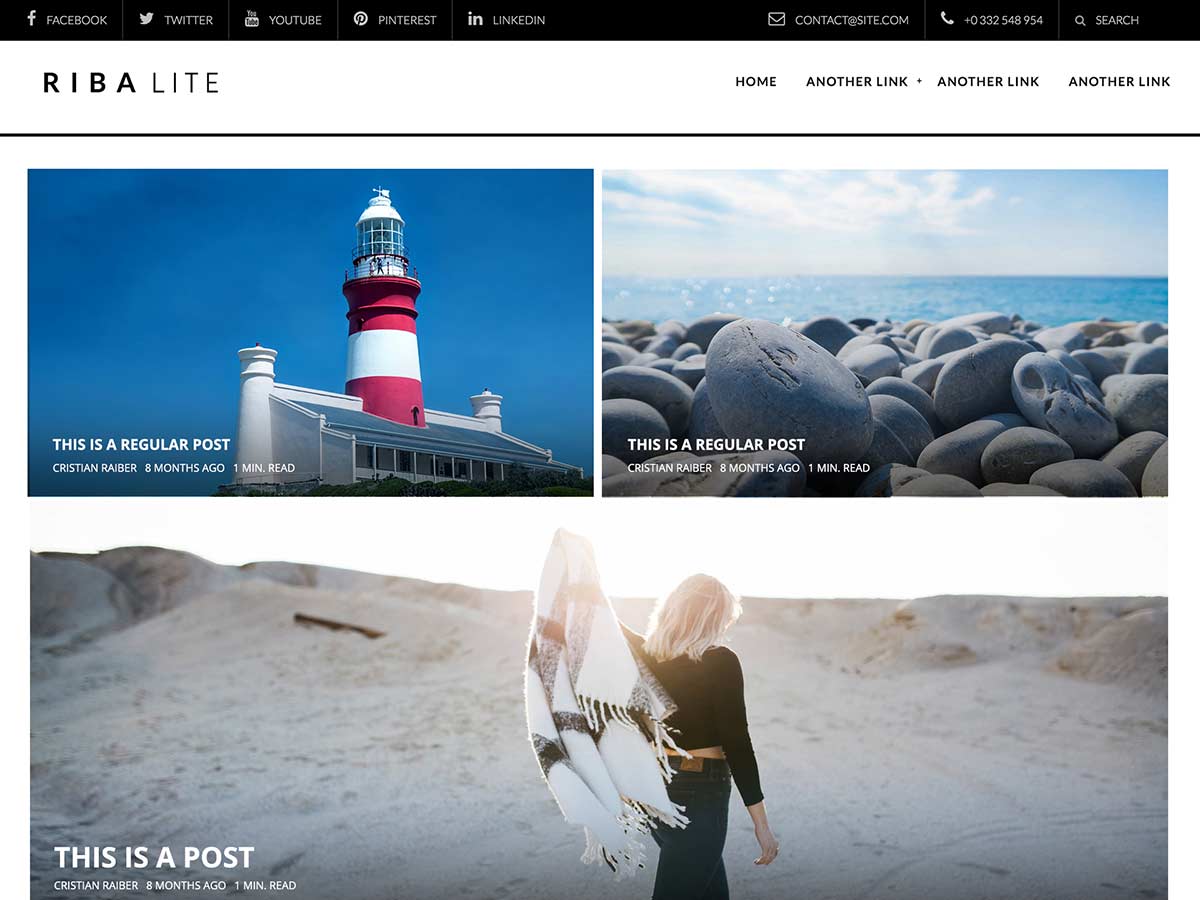 FACEBOOK TWITTER YOUTUBE PINTEREST LINKEDIN CONTACT@SITE.COM +0 332 548 954 SEARCH
RIBA LITE HOME ANOTHER LINK + ANOTHER LINK ANOTHER LINK
THIS IS A REGULAR POST
CRISTIAN RAIBER 8 MONTHS AGO 1 MIN. READ
THIS IS A REGULAR POST
CRISTIAN RAIBER 8 MONTHS AGO 1 MIN. READ
THIS IS A POST
CRISTIAN RAIBER 8 MONTHS AGO 1 MIN. READ